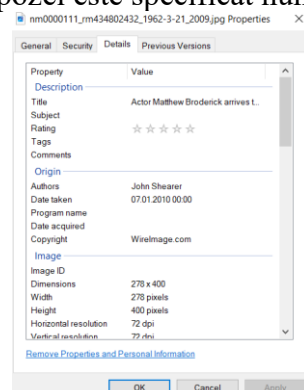 pozei este specificat nu
nm0000111_rm434802432_1962-3-21_2009.jpg Properties
General Security Details Previous Versions
Property Value
Description
Title Actor Matthew Broderick arrives t...
Subject
Rating
Tags
Comments
Origin
Authors John Shearer
Date taken 07.01.2010 00:00
Program name
Date acquired
Copyright WireImage.com
Image
Image ID
Dimensions 278 x 400
Width 278 pixels
Height 400 pixels
Horizontal resolution 72 dpi
Vertical resolution 72 dpi
Remove Properties and Personal Information
OK Cancel Apply